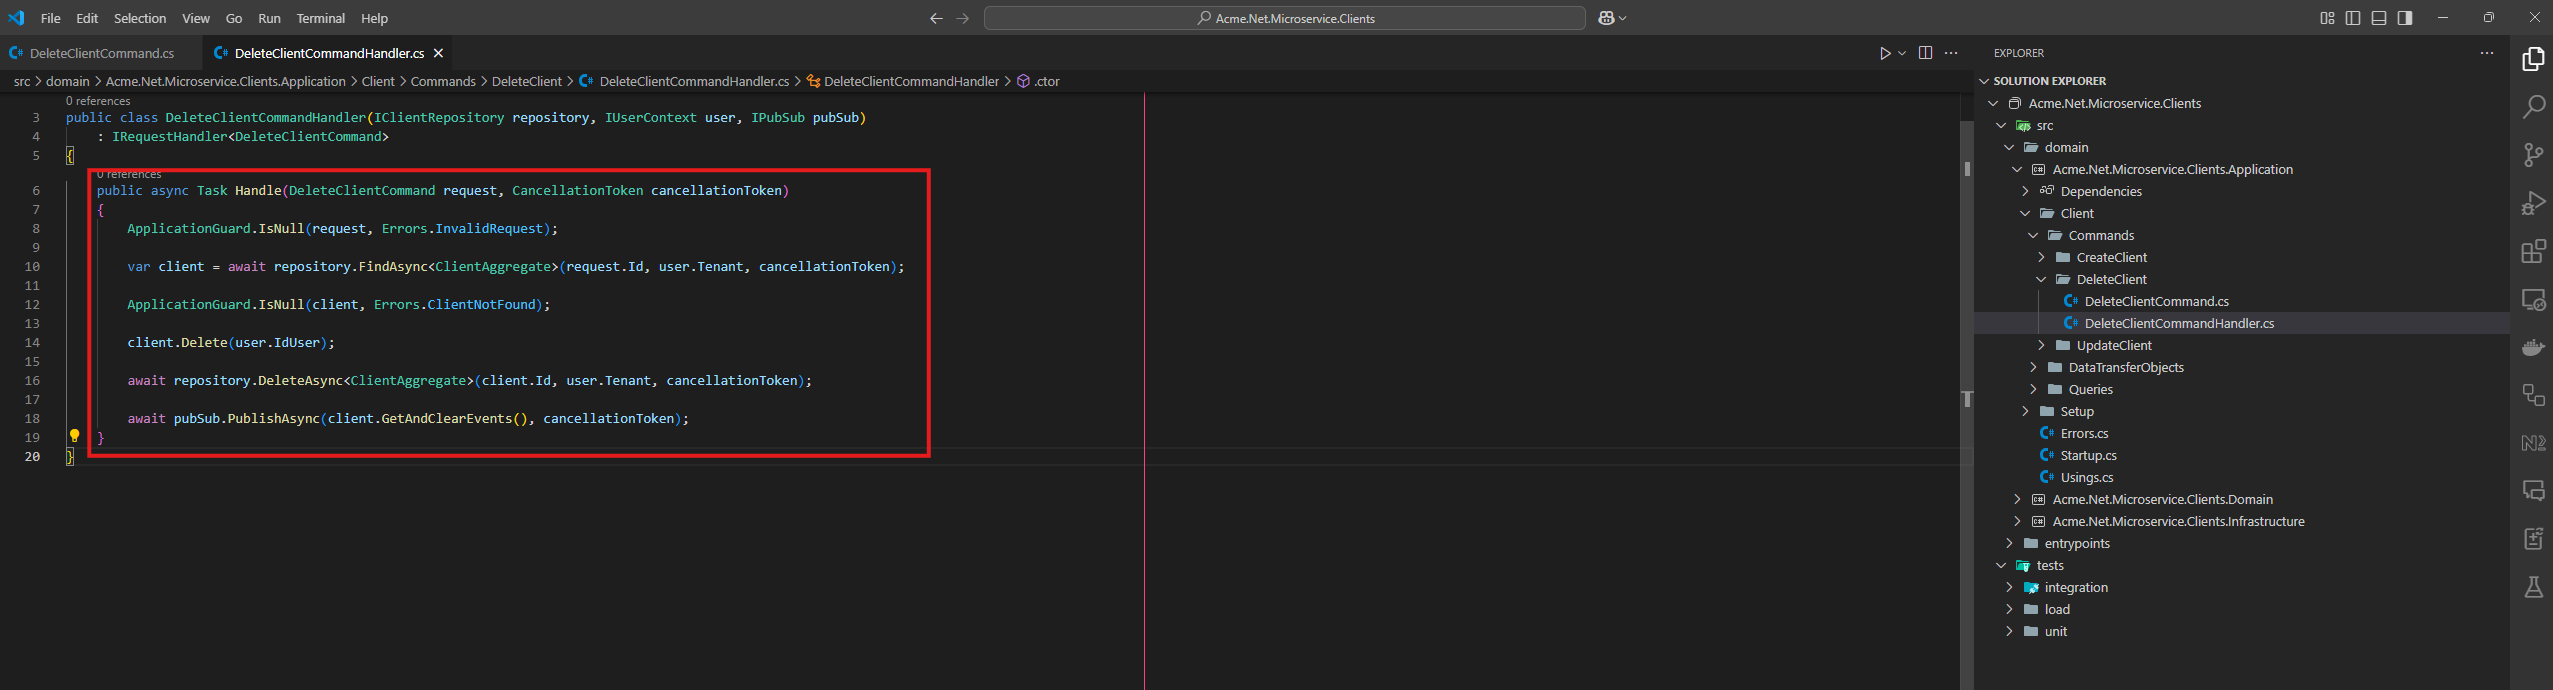 File Edit Selection View Go Run Terminal Help
Acme.Net.Microservice.Clients
DeleteClientCommand.cs
DeleteClientCommandHandler.cs
src > domain > Acme.Net.Microservice.Clients.Application > Client > Commands > DeleteClient > DeleteClientCommandHandler.cs > DeleteClientCommandHandler > .ctor
0 references
3 public class DeleteClientCommandHandler(IClientRepository repository, IUserContext user, IPubSub pubSub)
4 : IRequestHandler<DeleteClientCommand>
5 {
0 references
6 public async Task Handle(DeleteClientCommand request, CancellationToken cancellationToken)
7 {
8 ApplicationGuard.IsNull(request, Errors.InvalidRequest);
9
10 var client = await repository.FindAsync<ClientAggregate>(request.Id, user.Tenant, cancellationToken);
11
12 ApplicationGuard.IsNull(client, Errors.ClientNotFound);
13
14 client.Delete(user.IdUser);
15
16 await repository.DeleteAsync<ClientAggregate>(client.Id, user.Tenant, cancellationToken);
17
18 await pubSub.PublishAsync(client.GetAndClearEvents(), cancellationToken);
19 }
20 }
EXPLORER
SOLUTION EXPLORER
Acme.Net.Microservice.Clients
src
domain
Acme.Net.Microservice.Clients.Application
Dependencies
Client
Commands
CreateClient
DeleteClient
DeleteClientCommand.cs
DeleteClientCommandHandler.cs
UpdateClient
DataTransferObjects
Queries
Setup
Errors.cs
Startup.cs
Usings.cs
Acme.Net.Microservice.Clients.Domain
Acme.Net.Microservice.Clients.Infrastructure
entrypoints
tests
integration
load
unit